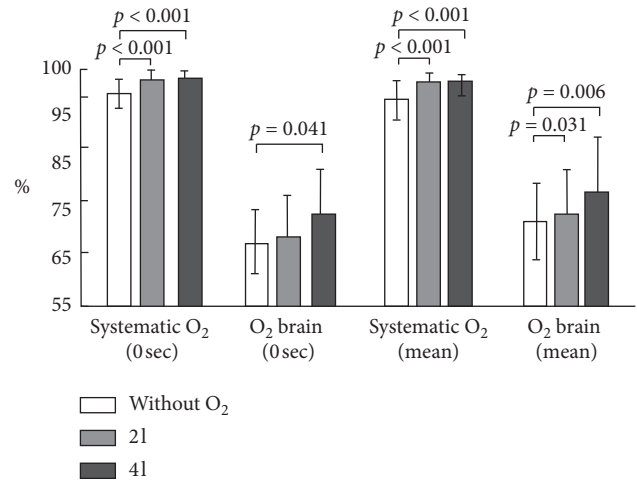 p < 0.001
p < 0.001
p < 0.001
p < 0.001
p = 0.041
p = 0.006
p = 0.031
100
95
85
75
65
55
%
Systematic O₂
(0 sec)
O₂ brain
(0 sec)
Systematic O₂
(mean)
O₂ brain
(mean)
Without O₂
2l
4l